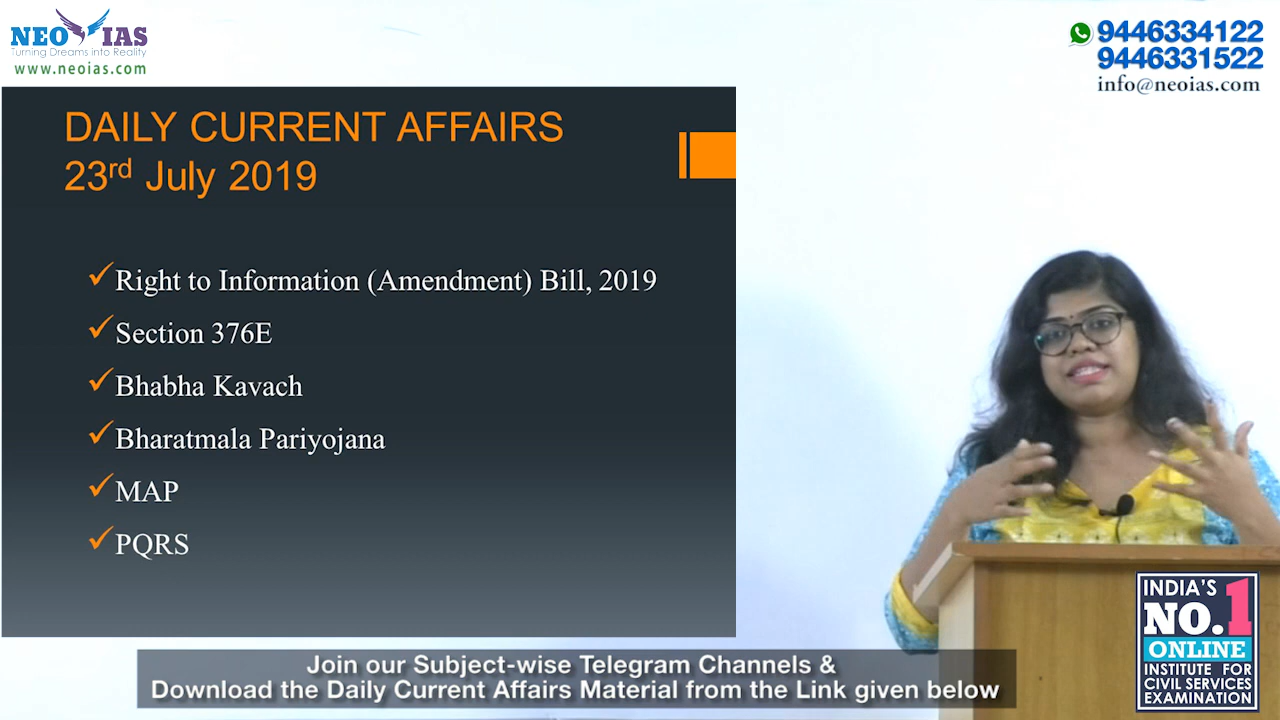 NEO IAS
Turning Dreams into Reality
www.neoias.com
9446334122
9446331522
info@neoias.com
DAILY CURRENT AFFAIRS
23rd July 2019
Right to Information (Amendment) Bill, 2019
Section 376E
Bhabha Kavach
Bharatmala Pariyojana
MAP
PQRS
INDIA'S
NO.1
ONLINE
INSTITUTE FOR
CIVIL SERVICES
EXAMINATION
Join our Subject-wise Telegram Channels &
Download the Daily Current Affairs Material from the Link given below